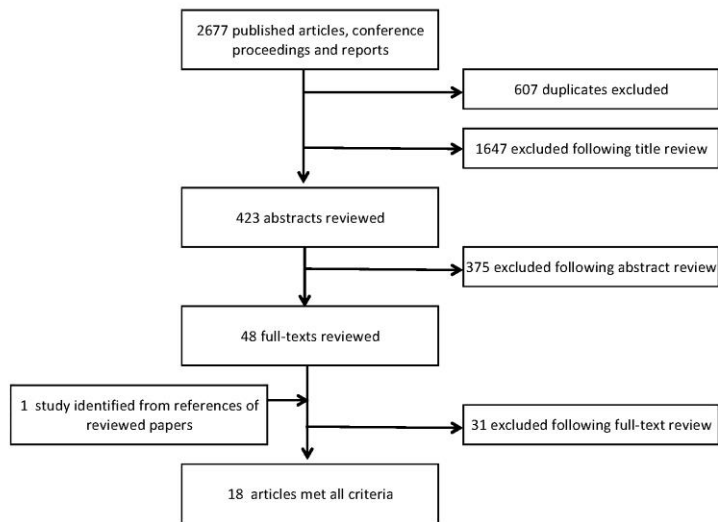 2677 published articles, conference
proceedings and reports
607 duplicates excluded
1647 excluded following title review
423 abstracts reviewed
375 excluded following abstract review
48 full-texts reviewed
1 study identified from references of
reviewed papers
31 excluded following full-text review
18 articles met all criteria